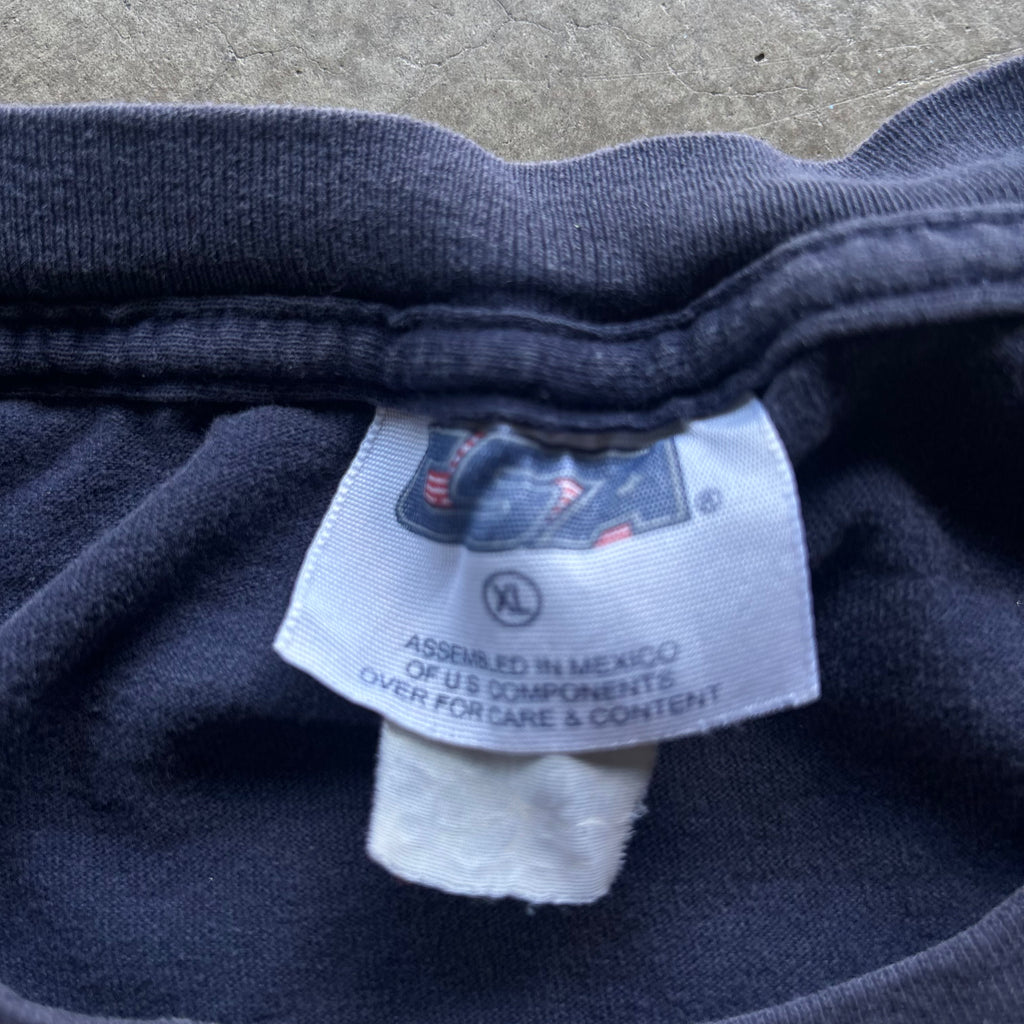 ®
XL
ASSEMBLED IN MEXICO
OF U S COMPONENTS
OVER FOR CARE & CONTENT